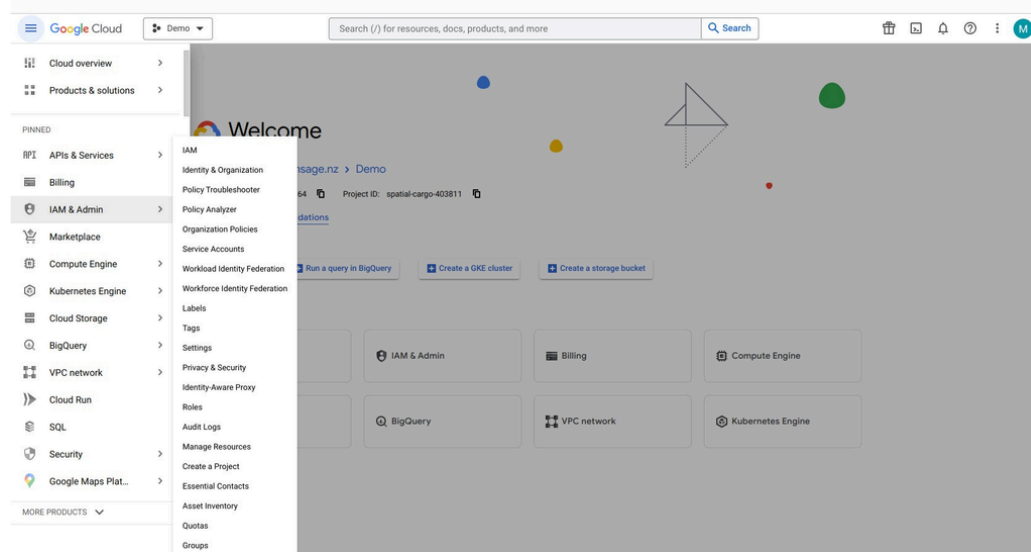 Google Cloud
Demo
Search (/) for resources, docs, products, and more
Search
M
Cloud overview
Products & solutions
PINNED
API APIs & Services
Billing
IAM & Admin
Marketplace
Compute Engine
Kubernetes Engine
Cloud Storage
BigQuery
VPC network
Cloud Run
SQL
Security
Google Maps Plat...
MORE PRODUCTS
IAM
Identity & Organization
Policy Troubleshooter
Policy Analyzer
Organization Policies
Service Accounts
Workload Identity Federation
Workforce Identity Federation
Labels
Tags
Settings
Privacy & Security
Identity-Aware Proxy
Roles
Audit Logs
Manage Resources
Create a Project
Essential Contacts
Asset Inventory
Quotas
Groups
Welcome
nsage.nz > Demo
64 Project ID: spatial-cargo-403811
dations
Run a query in BigQuery
Create a GKE cluster
Create a storage bucket
IAM & Admin
Billing
Compute Engine
BigQuery
VPC network
Kubernetes Engine